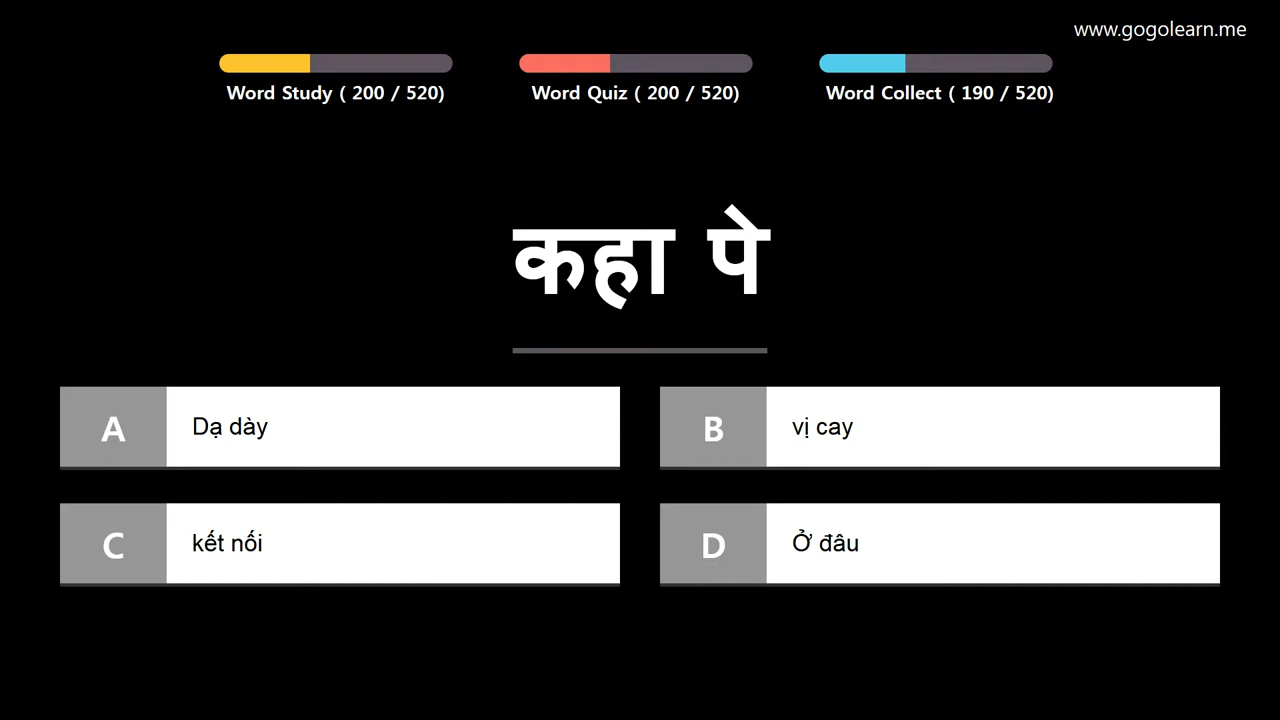 www.gogolearn.me
Word Study ( 200 / 520)
Word Quiz ( 200 / 520)
Word Collect ( 190 / 520)
कहा पे
A Dạ dày
B vị cay
C kết nối
D Ở đâu